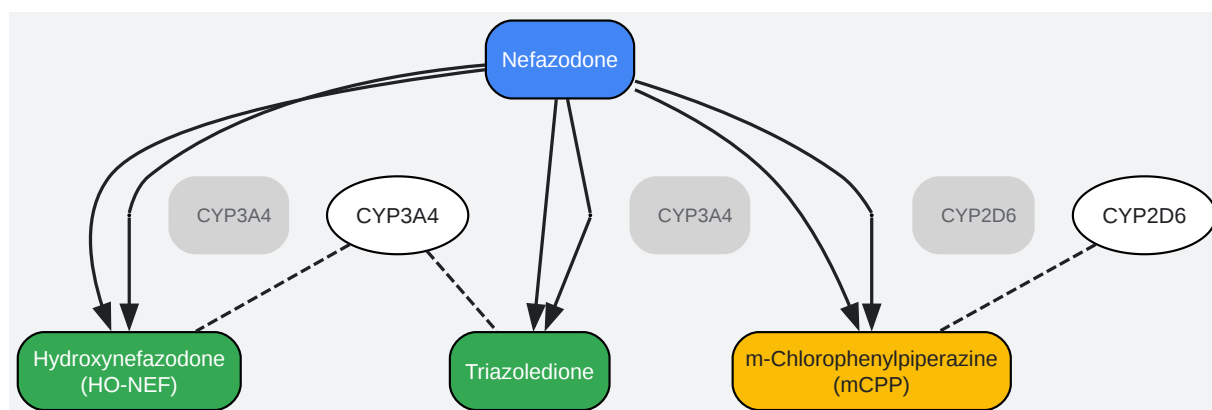 Nefazodone
CYP3A4
CYP3A4
CYP3A4
CYP2D6
CYP2D6
Hydroxynefazodone
(HO-NEF)
Triazoledione
m-Chlorophenylpiperazine
(mCPP)